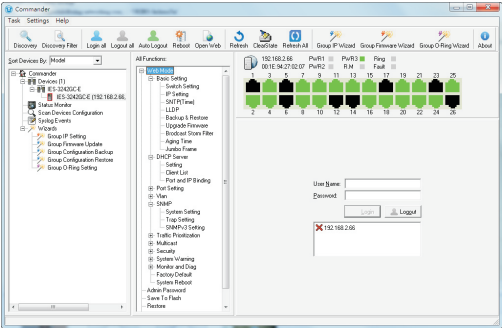 Commander
Task Settings Help
Discovery Discovery Filter Login all Logout all Auto Logout Reboot Open Web Refresh ClearState Refresh All Group IP Wizard Group Firmware Wizard Group O-Ring Wizard About
Sort Devices By: Model
Commander
Devices (1)
IES-3242GC-E
IES-3242GC-E (192.168.2.66,
Status Monitor
Scan Devices Configuration
Syslog Events
Wizards
Group IP Setting
Group Firmware Update
Group Configuration Backup
Group Configuration Restore
Group O-Ring Setting
All Functions:
Web Mode
Basic Setting
Switch Setting
IP Setting
SNTP(Time)
LLDP
Backup & Restore
Upgrade Firmware
Brodcast Storm Filter
Aging Time
Jumbo Frame
DHCP Server
Setting
Client List
Port and IP Binding
Port Setting
Vlan
SNMP
System Setting
Trap Setting
SNMPv3 Setting
Traffic Prioritization
Multicast
Security
System Warning
Monitor and Diag
Factory Default
System Reboot
Admin Password
Save To Flash
Restore
192.168.2.66 PWR1 PWR3 Ring
00:1E:94:27:02:07 PWR2 R.M Fault
1 3 5 7 9 11 13 15 17 19 21 23 25
2 4 6 8 10 12 14 16 18 20 22 24 26
User Name:
Password:
Login Logout
192.168.2.66